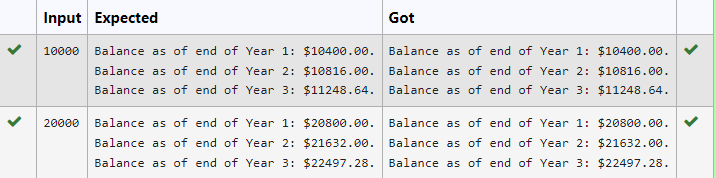 Input Expected Got
10000 Balance as of end of Year 1: $10400.00. Balance as of end of Year 1: $10400.00.
Balance as of end of Year 2: $10816.00. Balance as of end of Year 2: $10816.00.
Balance as of end of Year 3: $11248.64. Balance as of end of Year 3: $11248.64.
20000 Balance as of end of Year 1: $20800.00. Balance as of end of Year 1: $20800.00.
Balance as of end of Year 2: $21632.00. Balance as of end of Year 2: $21632.00.
Balance as of end of Year 3: $22497.28. Balance as of end of Year 3: $22497.28.